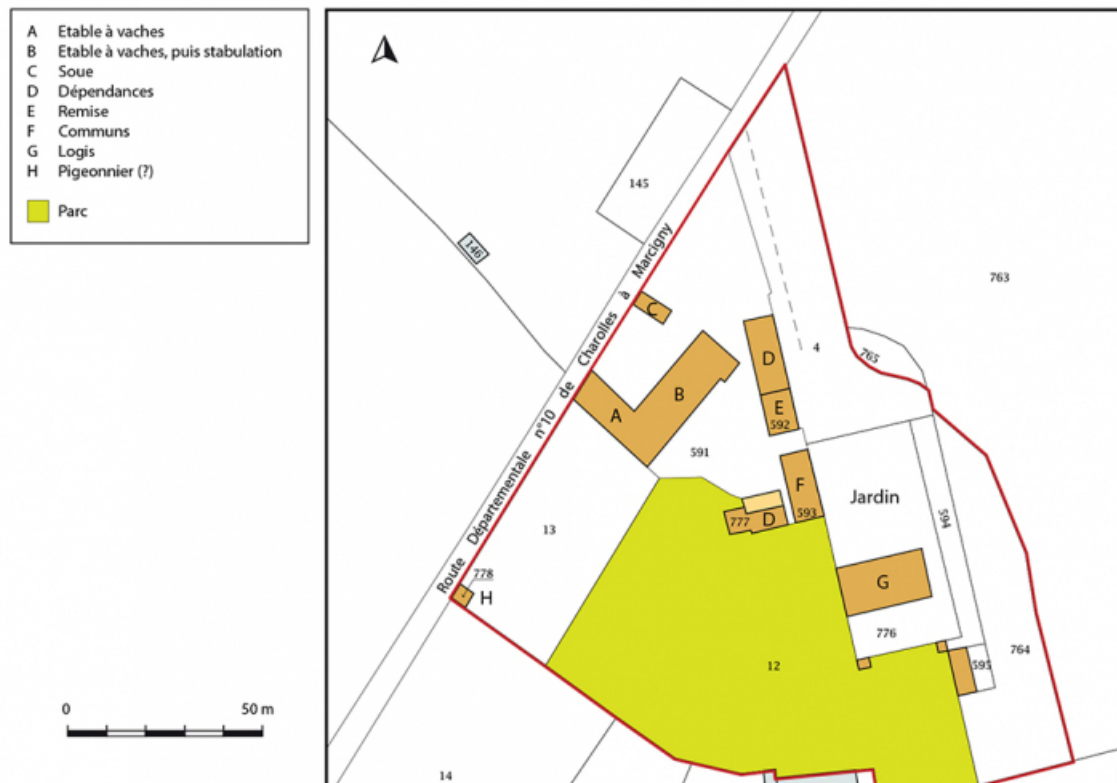 A Etable à vaches
B Etable à vaches, puis stabulation
C Soue
D Dépendances
E Remise
F Communs
G Logis
H Pigeonnier (?)
Parc
145
146
Route Départementale n°10 de Charolles à Marcigny
763
C
D
4
765
B
A
E
592
591
F
593
Jardin
594
777
D
13
778
H
G
776
12
595
764
0 50 m
14